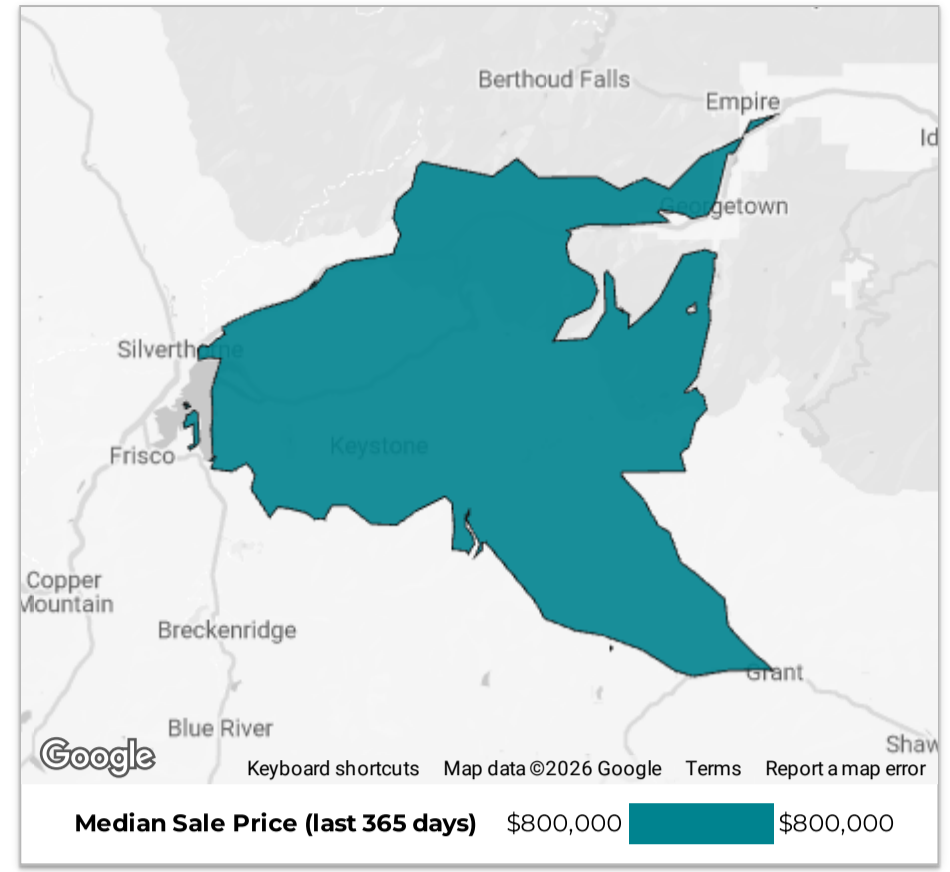 Berthoud Falls
Empire
Id
Georgetown
Silverthorne
Keystone
Frisco
Copper
Mountain
Breckenridge
Grant
Blue River
Shaw
Google
Keyboard shortcuts Map data ©2026 Google Terms Report a map error
Median Sale Price (last 365 days) $800,000 $800,000